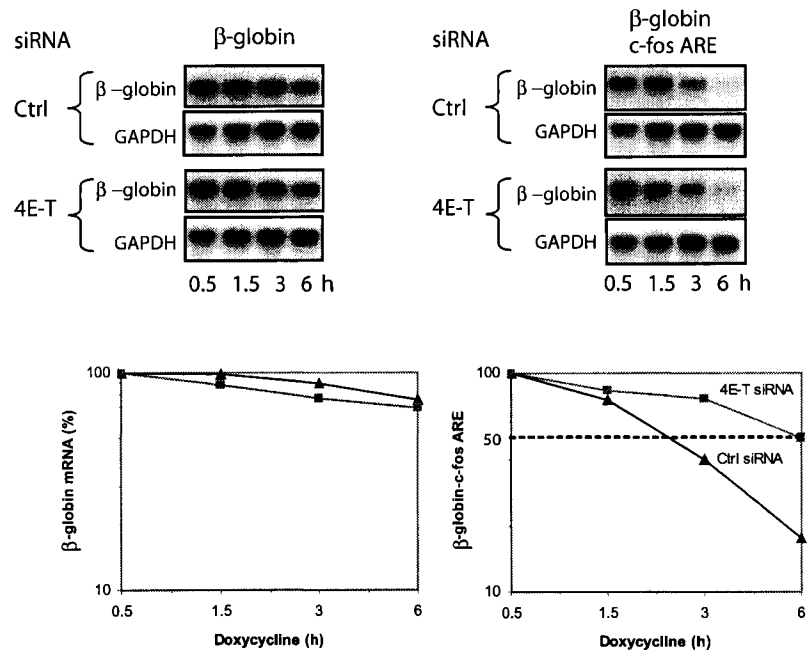 siRNA
β-globin
Ctrl
β-globin
GAPDH
4E-T
β-globin
GAPDH
0.5 1.5 3 6 h
siRNA
β-globin
c-fos ARE
Ctrl
β-globin
GAPDH
4E-T
β-globin
GAPDH
0.5 1.5 3 6 h
β-globin mRNA (%)
100
10
0.5 1.5 3 6
Doxycycline (h)
β-globin-c-fos ARE
100
50
10
4E-T siRNA
Ctrl siRNA
0.5 1.5 3 6
Doxycycline (h)